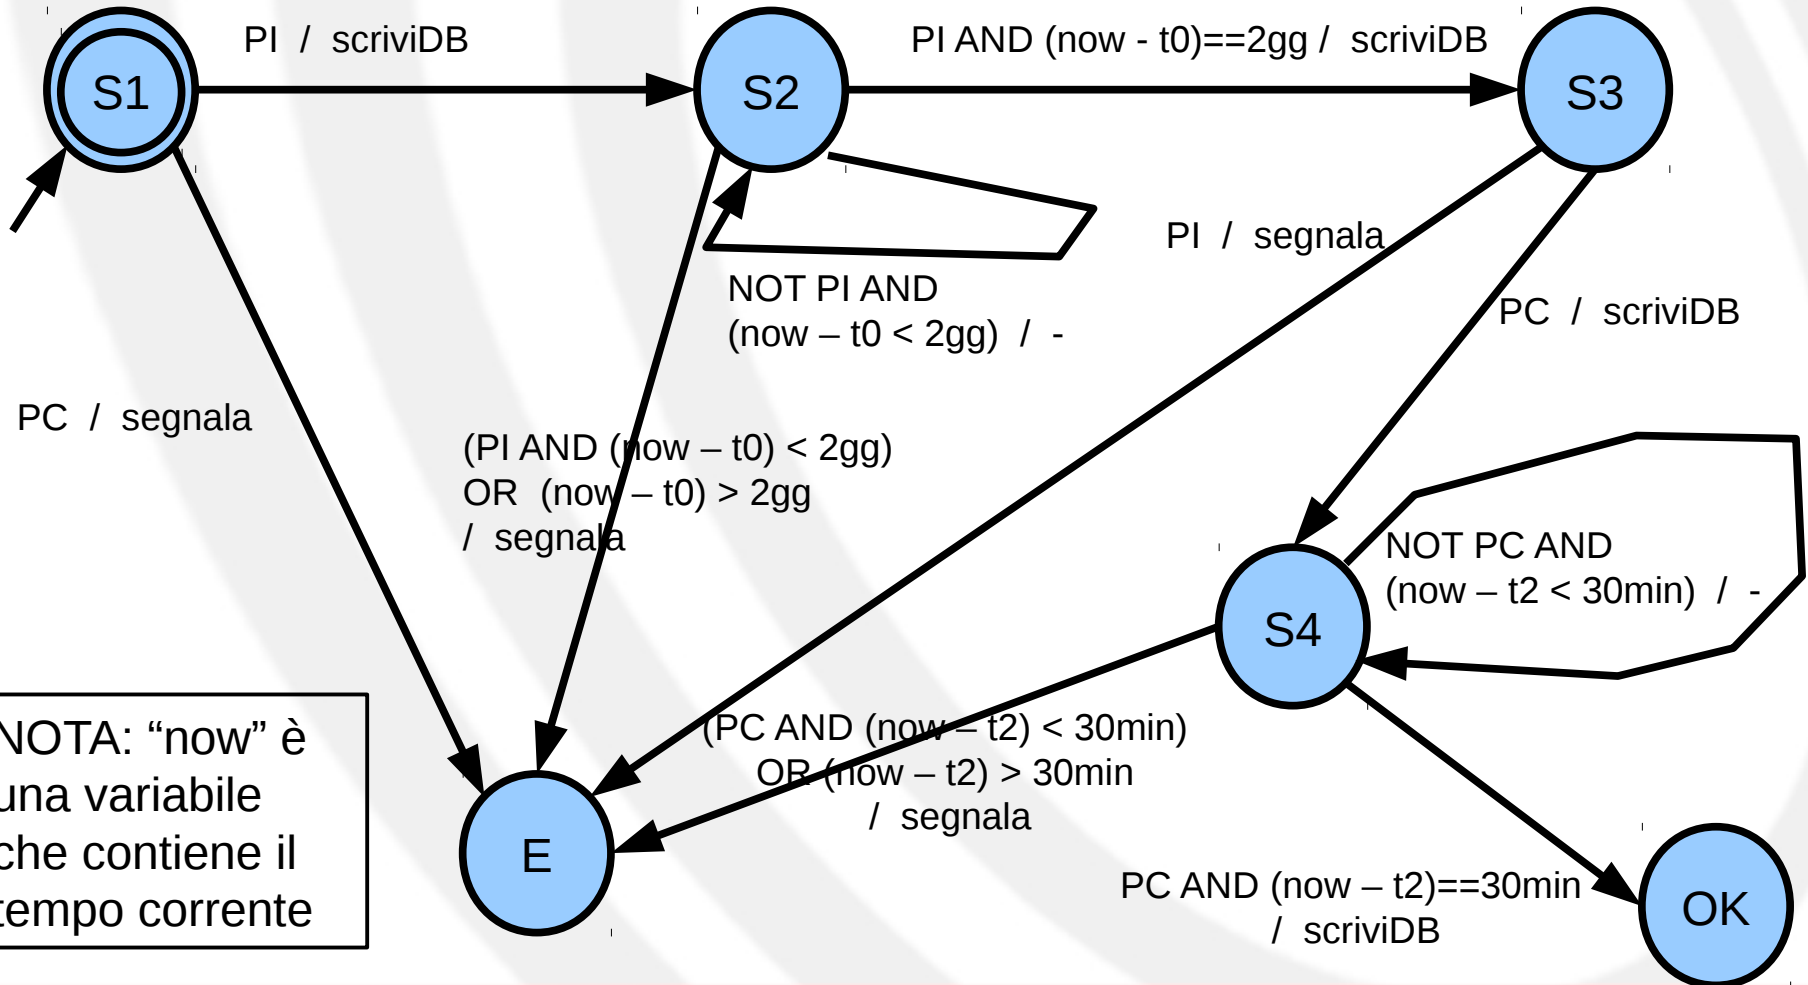 S1
PI / scriviDB
S2
PI AND (now - t0)==2gg / scriviDB
S3
PI / segnala
NOT PI AND
(now – t0 < 2gg) / -
PC / scriviDB
PC / segnala
(PI AND (now – t0) < 2gg)
OR (now – t0) > 2gg
/ segnala
NOT PC AND
(now – t2 < 30min) / -
S4
NOTA: “now” è
una variabile
che contiene il
tempo corrente
(PC AND (now – t2) < 30min)
OR (now – t2) > 30min
/ segnala
E
PC AND (now – t2)==30min
/ scriviDB
OK